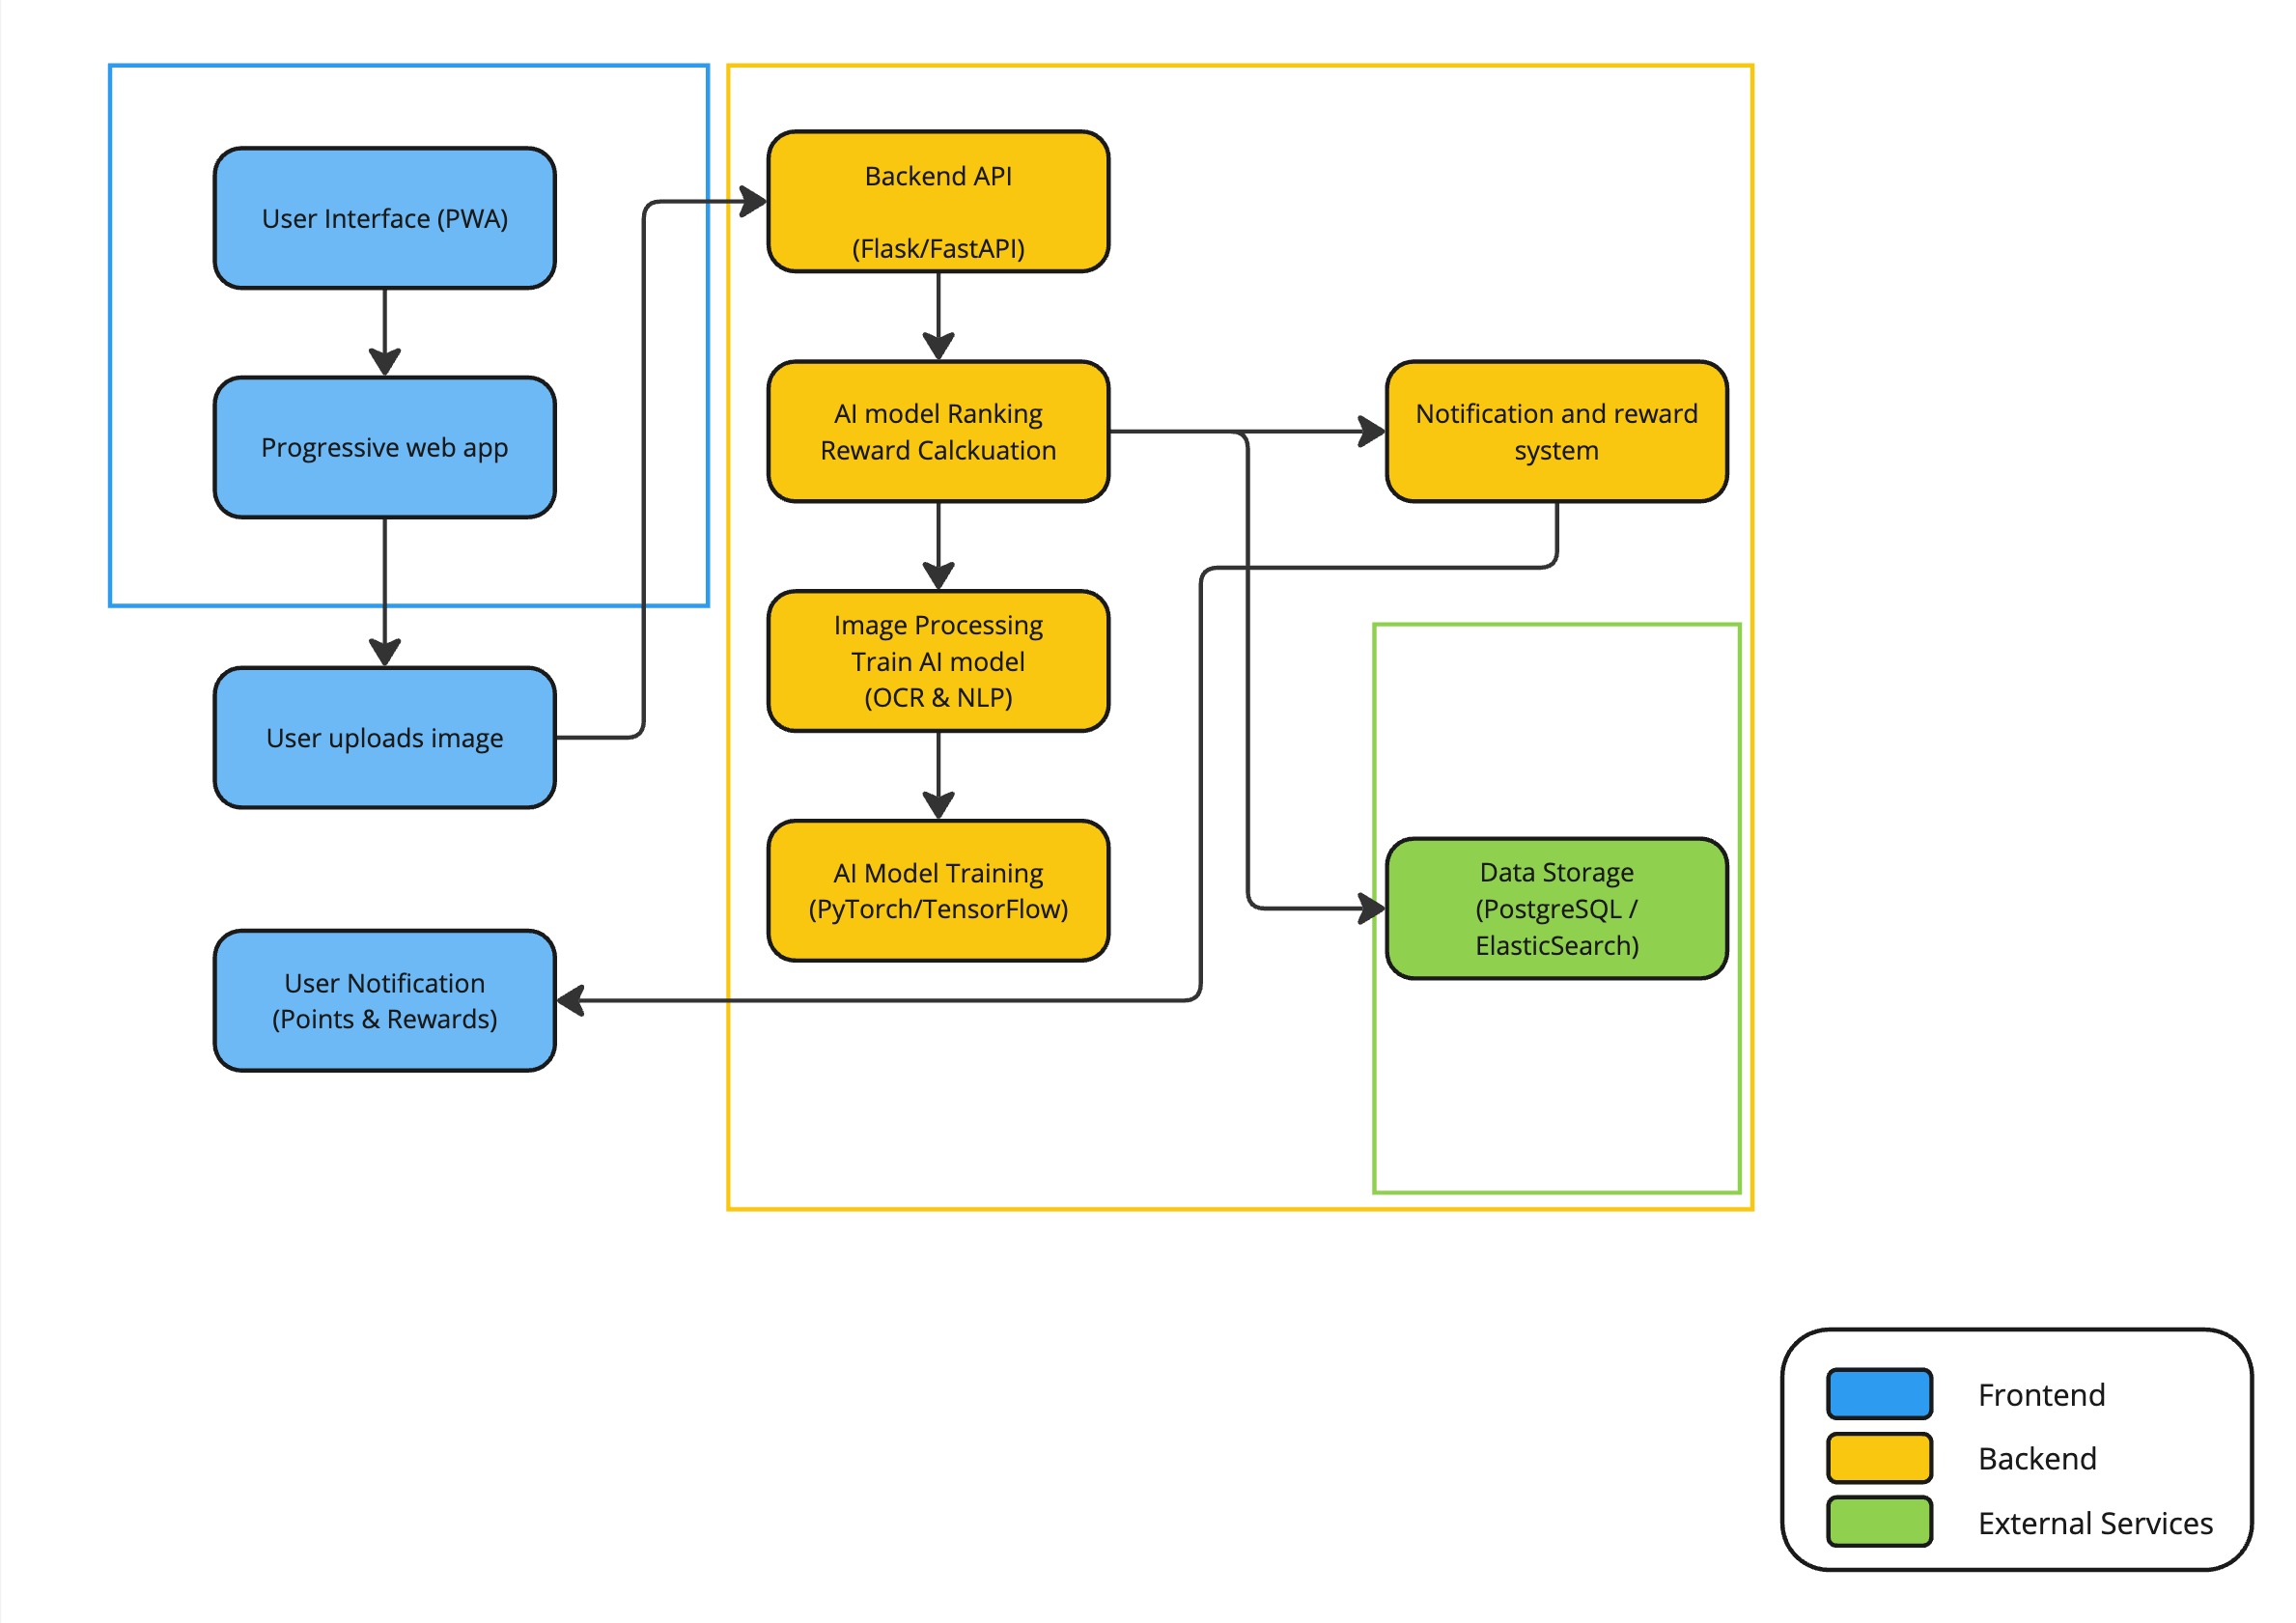 User Interface (PWA)
Progressive web app
User uploads image
User Notification
(Points & Rewards)
Backend API
(Flask/FastAPI)
AI model Ranking
Reward Calckuation
Image Processing
Train AI model
(OCR & NLP)
AI Model Training
(PyTorch/TensorFlow)
Notification and reward
system
Data Storage
(PostgreSQL /
ElasticSearch)
Frontend
Backend
External Services